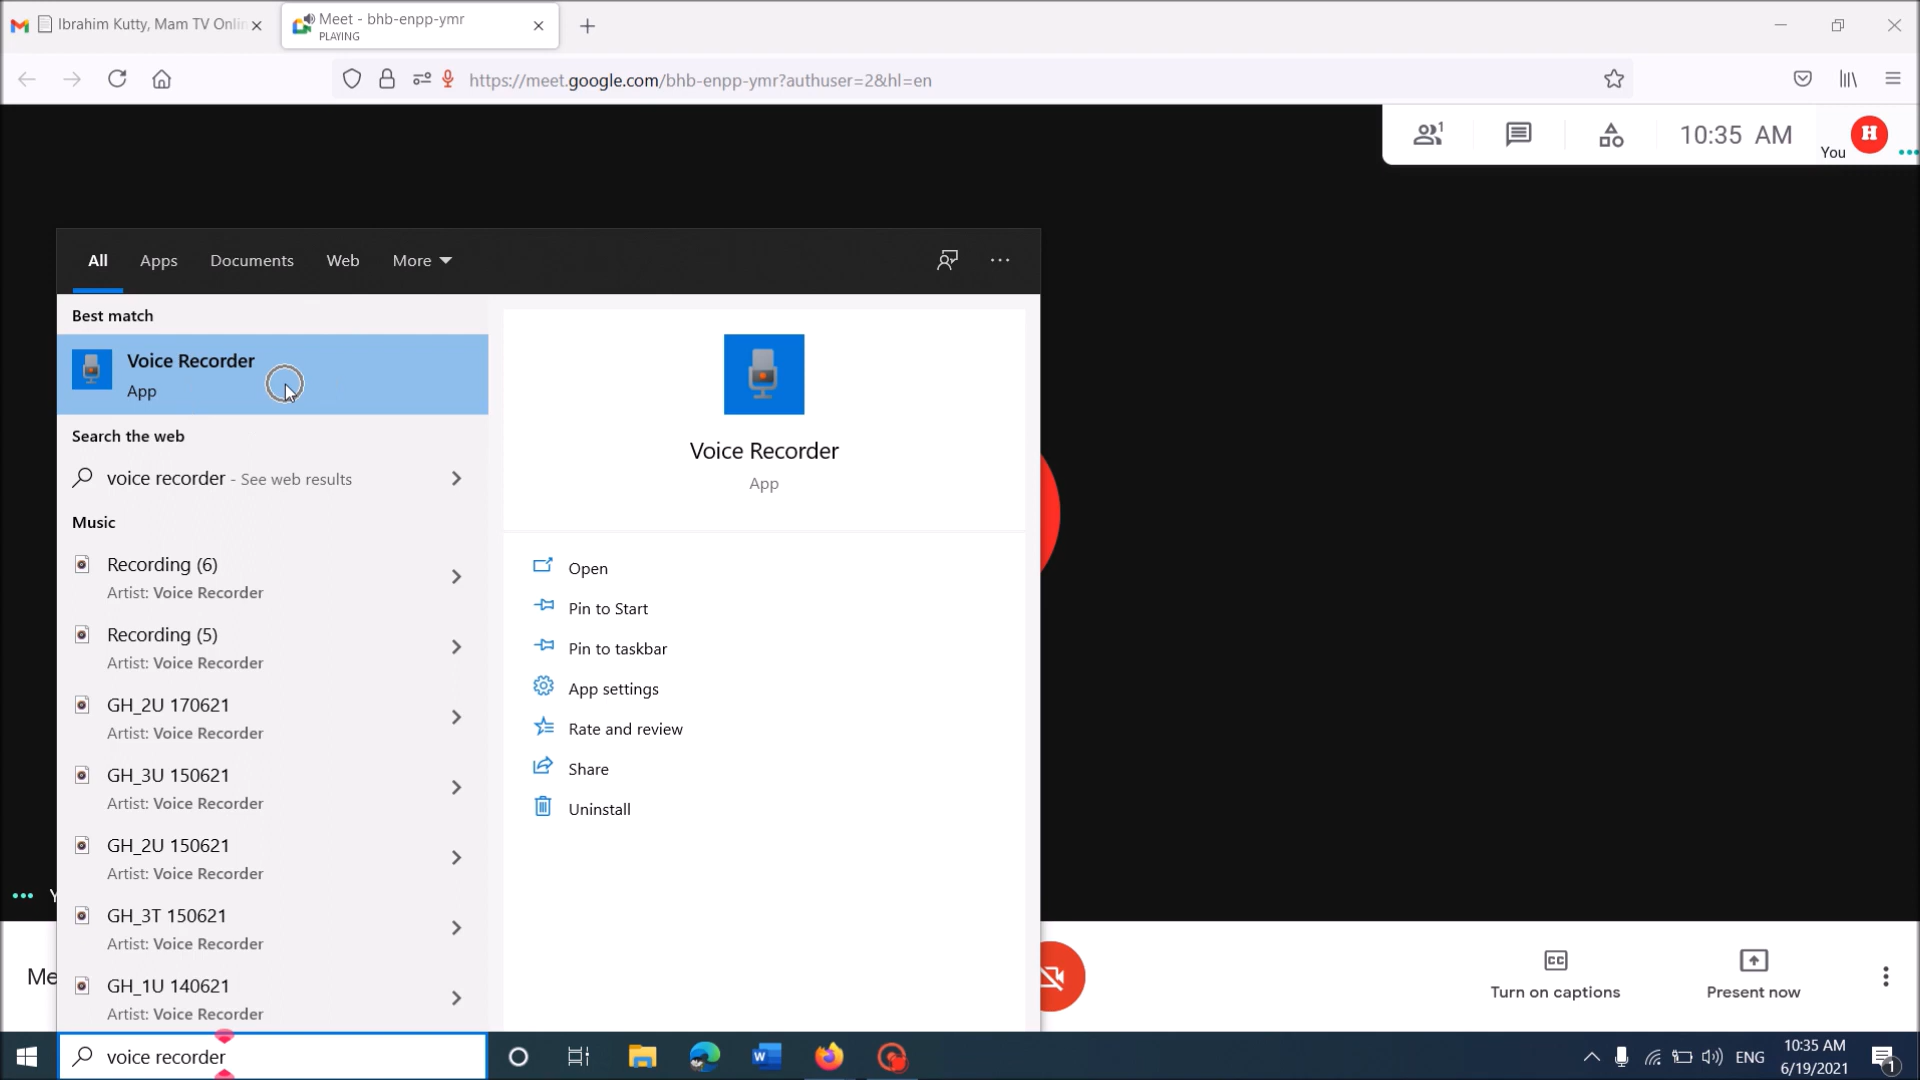 Ibrahim Kutty, Mam TV Onlin
Meet - bhb-enpp-ymr
PLAYING
https://meet.google.com/bhb-enpp-ymr?authuser=2&hl=en
1
10:35 AM
You
H
All
Apps
Documents
Web
More
Best match
Voice Recorder
App
Search the web
voice recorder - See web results
Music
Recording (6)
Artist: Voice Recorder
Recording (5)
Artist: Voice Recorder
GH_2U 170621
Artist: Voice Recorder
GH_3U 150621
Artist: Voice Recorder
GH_2U 150621
Artist: Voice Recorder
GH_3T 150621
Artist: Voice Recorder
GH_1U 140621
Artist: Voice Recorder
Voice Recorder
App
Open
Pin to Start
Pin to taskbar
App settings
Rate and review
Share
Uninstall
Y
Me
CC
Turn on captions
Present now
voice recorder
W
ENG
10:35 AM
6/19/2021
1